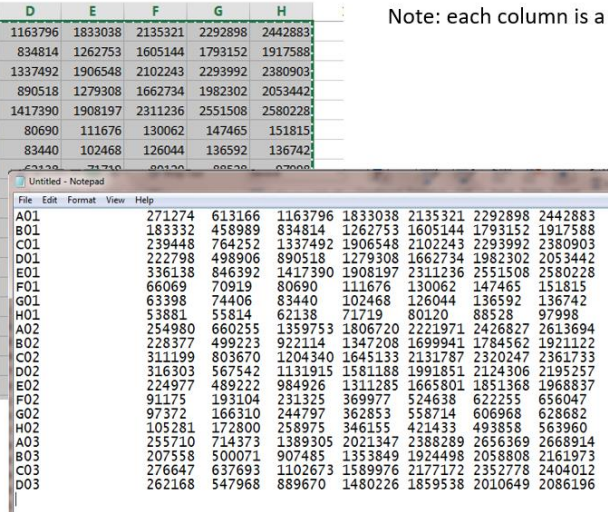 D E F G H
Note: each column is a
1163796 1833038 2135321 2292898 2442883
834814 1262753 1605144 1793152 1917588
1337492 1906548 2102243 2293992 2380903
890518 1279308 1662734 1982302 2053442
1417390 1908197 2311236 2551508 2580228
80690 111676 130062 147465 151815
83440 102468 126044 136592 136742
62138 71719 80120 88528 97998
Untitled - Notepad
File Edit Format View Help
A01 271274 613166 1163796 1833038 2135321 2292898 2442883
B01 183332 458989 834814 1262753 1605144 1793152 1917588
C01 239448 764252 1337492 1906548 2102243 2293992 2380903
D01 222798 498906 890518 1279308 1662734 1982302 2053442
E01 336138 846392 1417390 1908197 2311236 2551508 2580228
F01 66069 70919 80690 111676 130062 147465 151815
G01 63398 74406 83440 102468 126044 136592 136742
H01 53881 55814 62138 71719 80120 88528 97998
A02 254980 660255 1359753 1806720 2221971 2426827 2613694
B02 228377 499223 922114 1347208 1699941 1784562 1921122
C02 311199 803670 1204340 1645133 2131787 2320247 2361733
D02 316303 567542 1131915 1581188 1991851 2124306 2195257
E02 224977 489222 984926 1311285 1665801 1851368 1968837
F02 91175 193104 231325 369977 524638 622255 656047
G02 97372 166310 244797 362853 558714 606968 628682
H02 105281 172800 258975 346155 421433 493858 563960
A03 255710 714373 1389305 2021347 2388289 2656369 2668914
B03 207558 500071 907485 1353849 1924498 2058808 2161973
C03 276647 637693 1102673 1589976 2177172 2352778 2404012
D03 262168 547968 889670 1480226 1859538 2010649 2086196